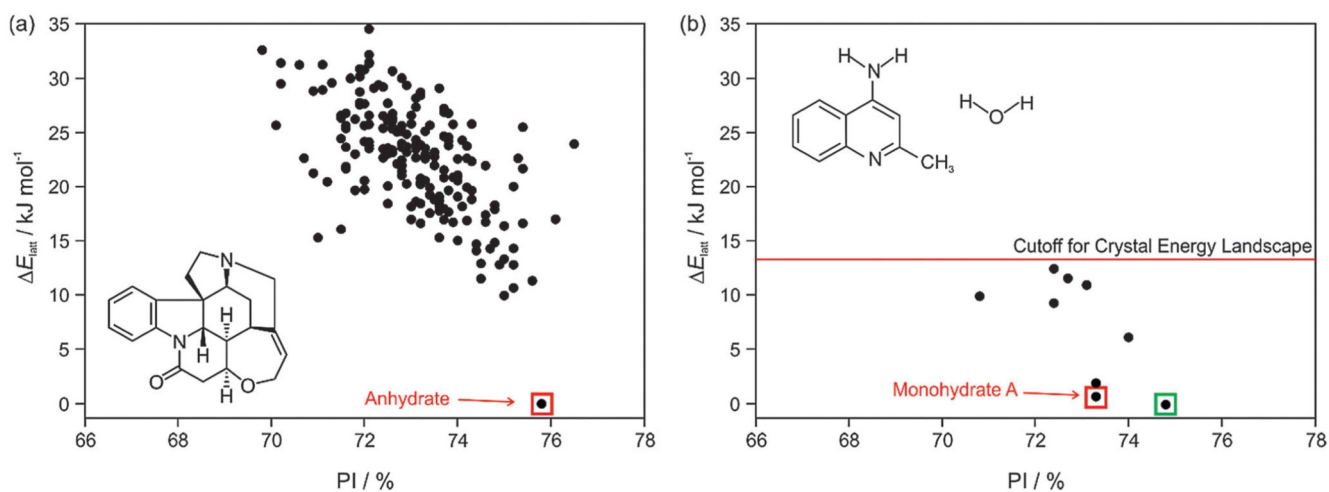 (a)
35
30
25
20
15
10
5
0
ΔE_latt / kJ mol⁻¹
N
H
H
N
H
O
O
Anhydrate
66 68 70 72 74 76 78
PI / %
(b)
35
30
25
20
15
10
5
0
ΔE_latt / kJ mol⁻¹
H H
N
N
CH₃
H H
O
Cutoff for Crystal Energy Landscape
Monohydrate A
66 68 70 72 74 76 78
PI / %